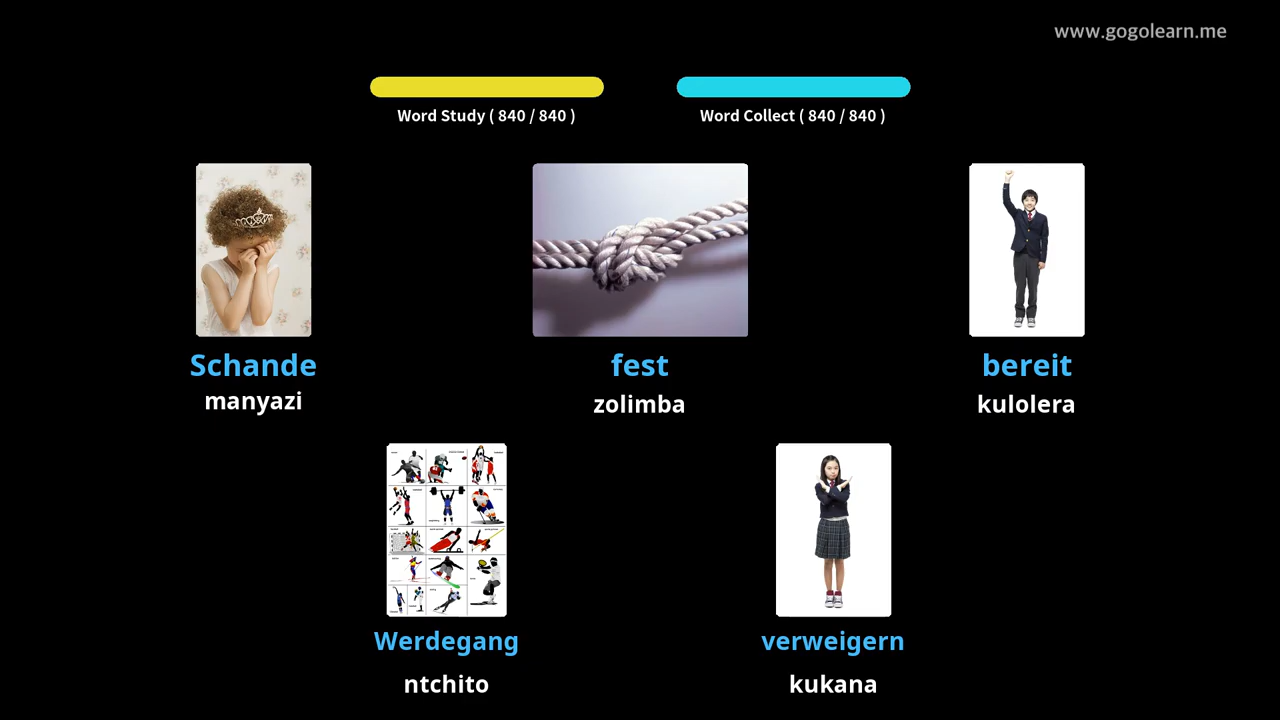 www.gogolearn.me
Word Study ( 840 / 840 )
Word Collect ( 840 / 840 )
Schande
manyazi
fest
zolimba
bereit
kulolera
Werdegang
ntchito
verweigern
kukana